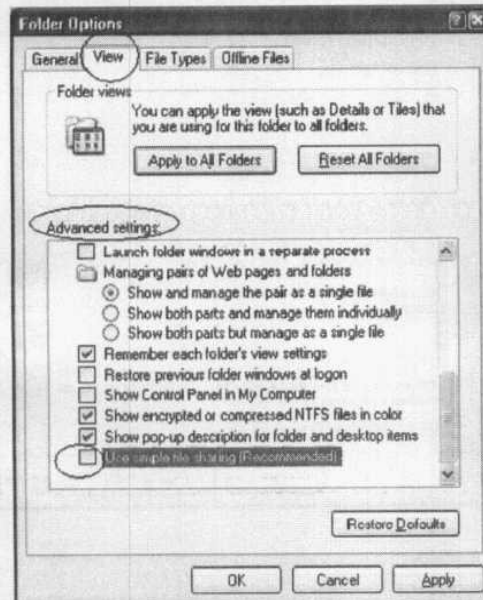 Folder Options
General View File Types Offline Files
Folder views
You can apply the view (such as Details or Tiles) that
you are using for this folder to all folders.
Apply to All Folders Reset All Folders
Advanced settings:
Launch folder windows in a separate process
Managing pairs of Web pages and folders
Show and manage the pair as a single file
Show both parts and manage them individually
Show both parts but manage as a single file
Remember each folder's view settings
Restore previous folder windows at logon
Show Control Panel in My Computer
Show encrypted or compressed NTFS files in color
Show pop-up description for folder and desktop items
Use simple file sharing (Recommended)
Restore Defaults
OK Cancel Apply